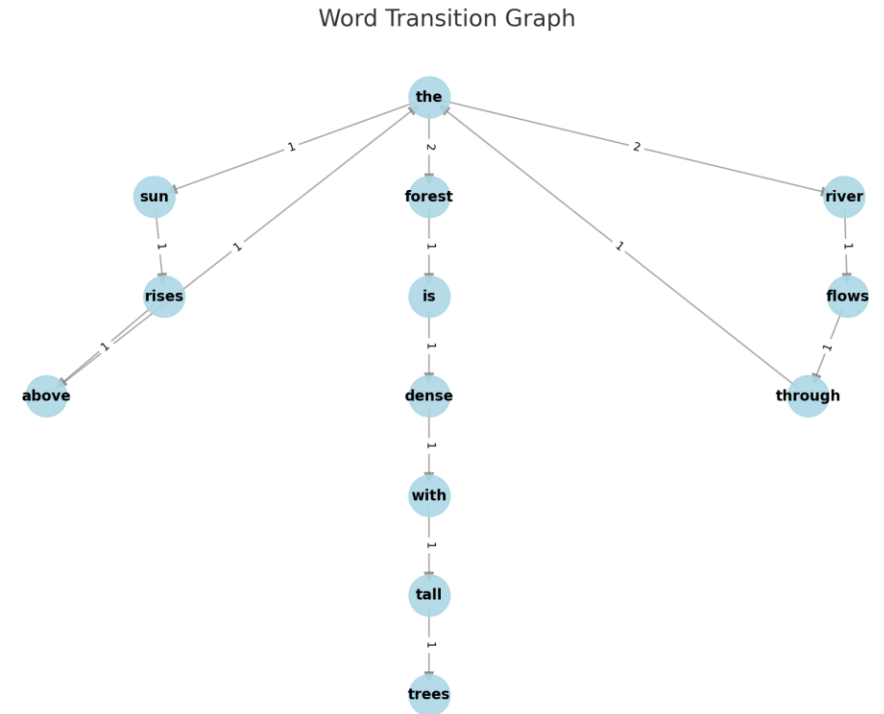 Word Transition Graph
the
1
2
2
sun
forest
river
1
1
1
1
1
rises
is
flows
1
1
1
above
dense
through
1
with
1
tall
1
trees